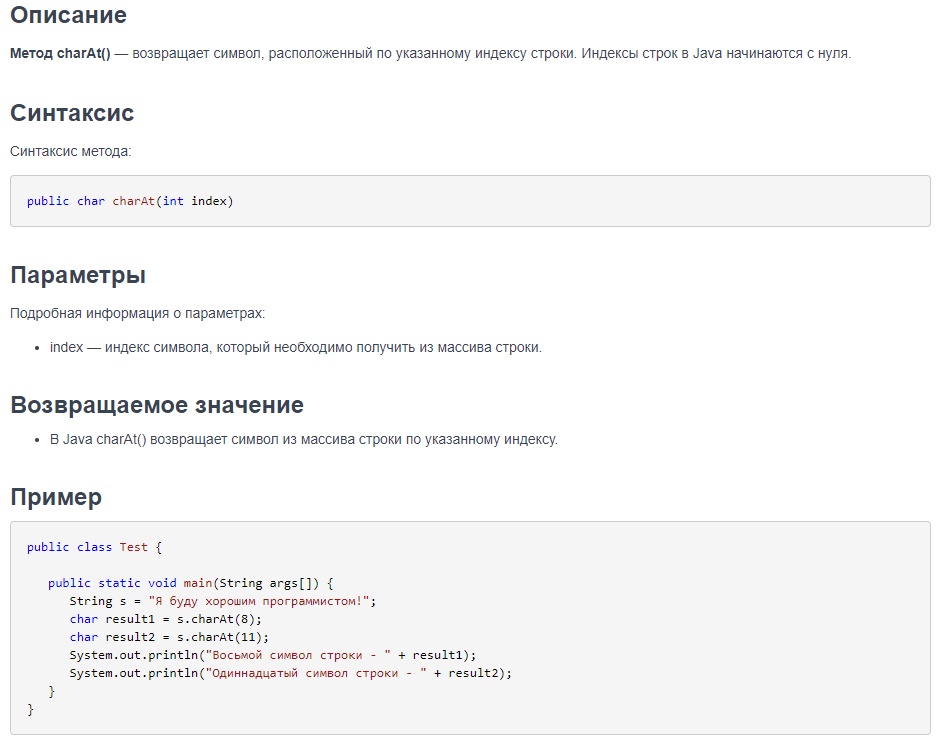 Описание
Метод charAt() — возвращает символ, расположенный по указанному индексу строки. Индексы строк в Java начинаются с нуля.
Синтаксис
Синтаксис метода:
public char charAt(int index)
Параметры
Подробная информация о параметрах:
• index — индекс символа, который необходимо получить из массива строки.
Возвращаемое значение
• В Java charAt() возвращает символ из массива строки по указанному индексу.
Пример
public class Test {
public static void main(String args[]) {
String s = "Я буду хорошим программистом!";
char result1 = s.charAt(8);
char result2 = s.charAt(11);
System.out.println("Восьмой символ строки - " + result1);
System.out.println("Одиннадцатый символ строки - " + result2);
}
}